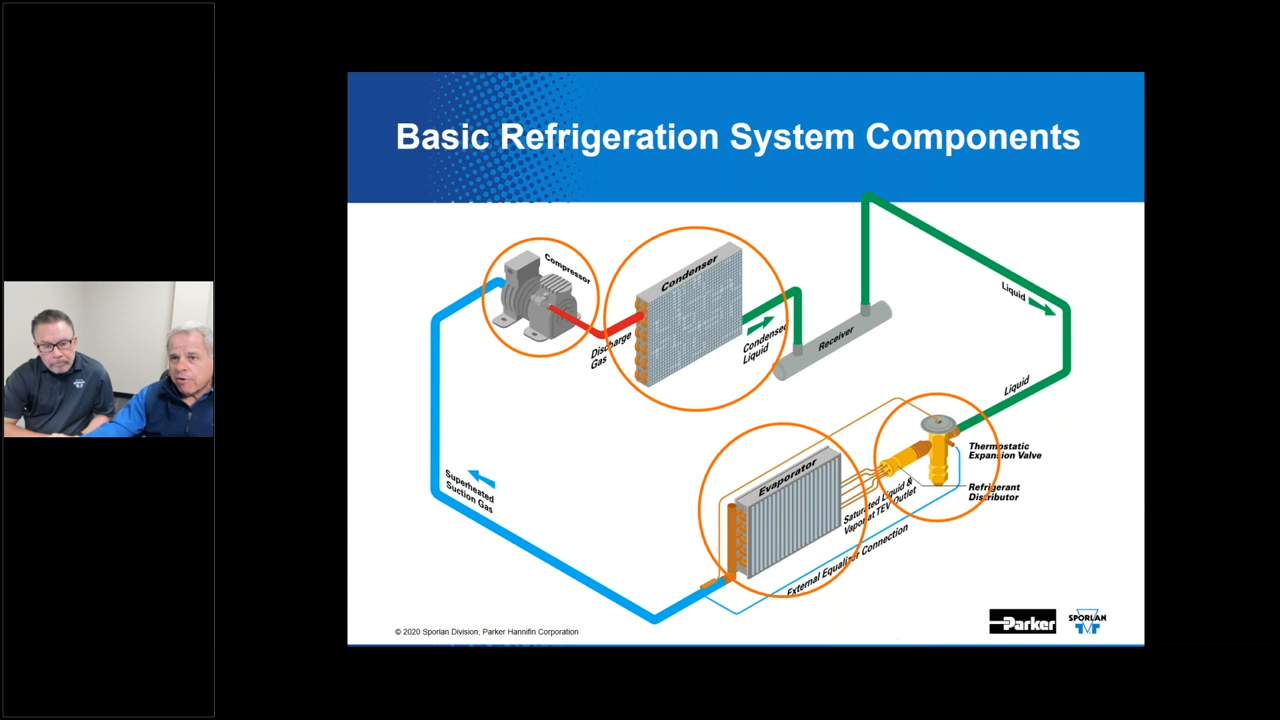 Basic Refrigeration System Components
Compressor
Condenser
Discharge
Gas
Condensed
Liquid
Receiver
Liquid
Liquid
Thermostatic
Expansion Valve
Refrigerant
Distributor
Evaporator
Saturated Liquid &
Vapor at TEV Outlet
External Equalizer Connection
Superheated
Suction Gas
© 2020 Sporlan Division, Parker Hannifin Corporation
Parker
SPORLAN